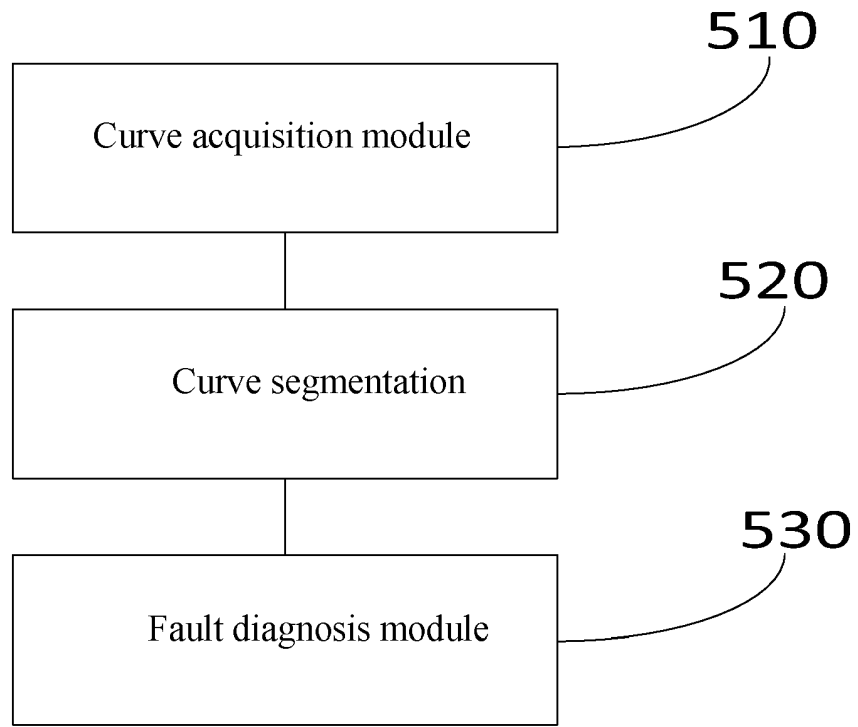 510
Curve acquisition module
520
Curve segmentation
530
Fault diagnosis module